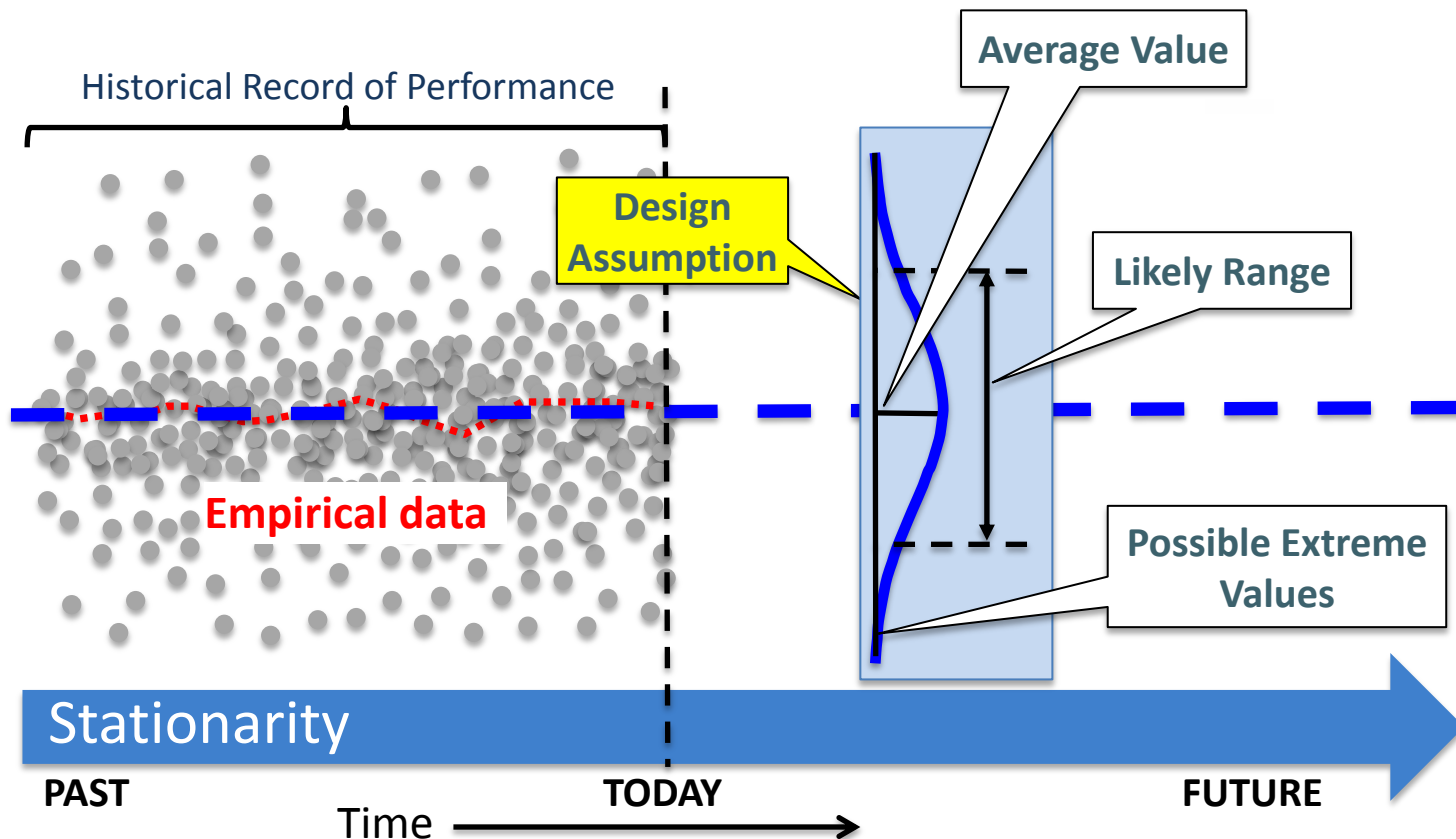 Average Value
Historical Record of Performance
Design
Assumption
Likely Range
Empirical data
Possible Extreme
Values
Stationarity
PAST
TODAY
FUTURE
Time